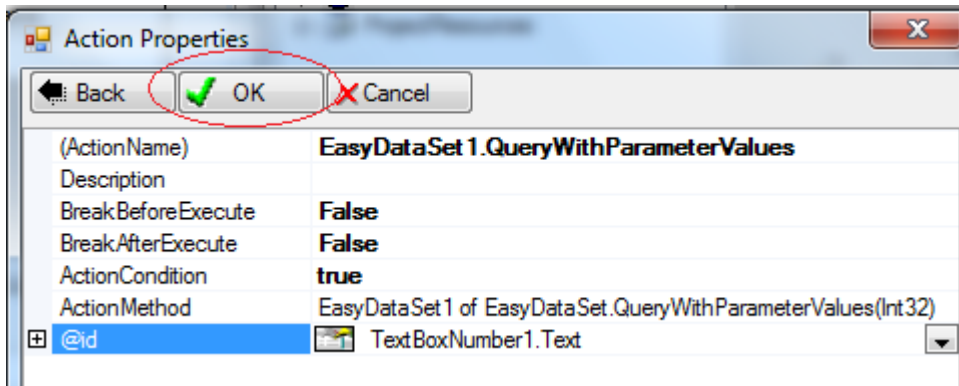 Action Properties
Back OK Cancel
(ActionName) EasyDataSet1.QueryWithParameterValues
Description
BreakBeforeExecute False
BreakAfterExecute False
ActionCondition true
ActionMethod EasyDataSet1 of EasyDataSet.QueryWithParameterValues(Int32)
@id TextBoxNumber1.Text